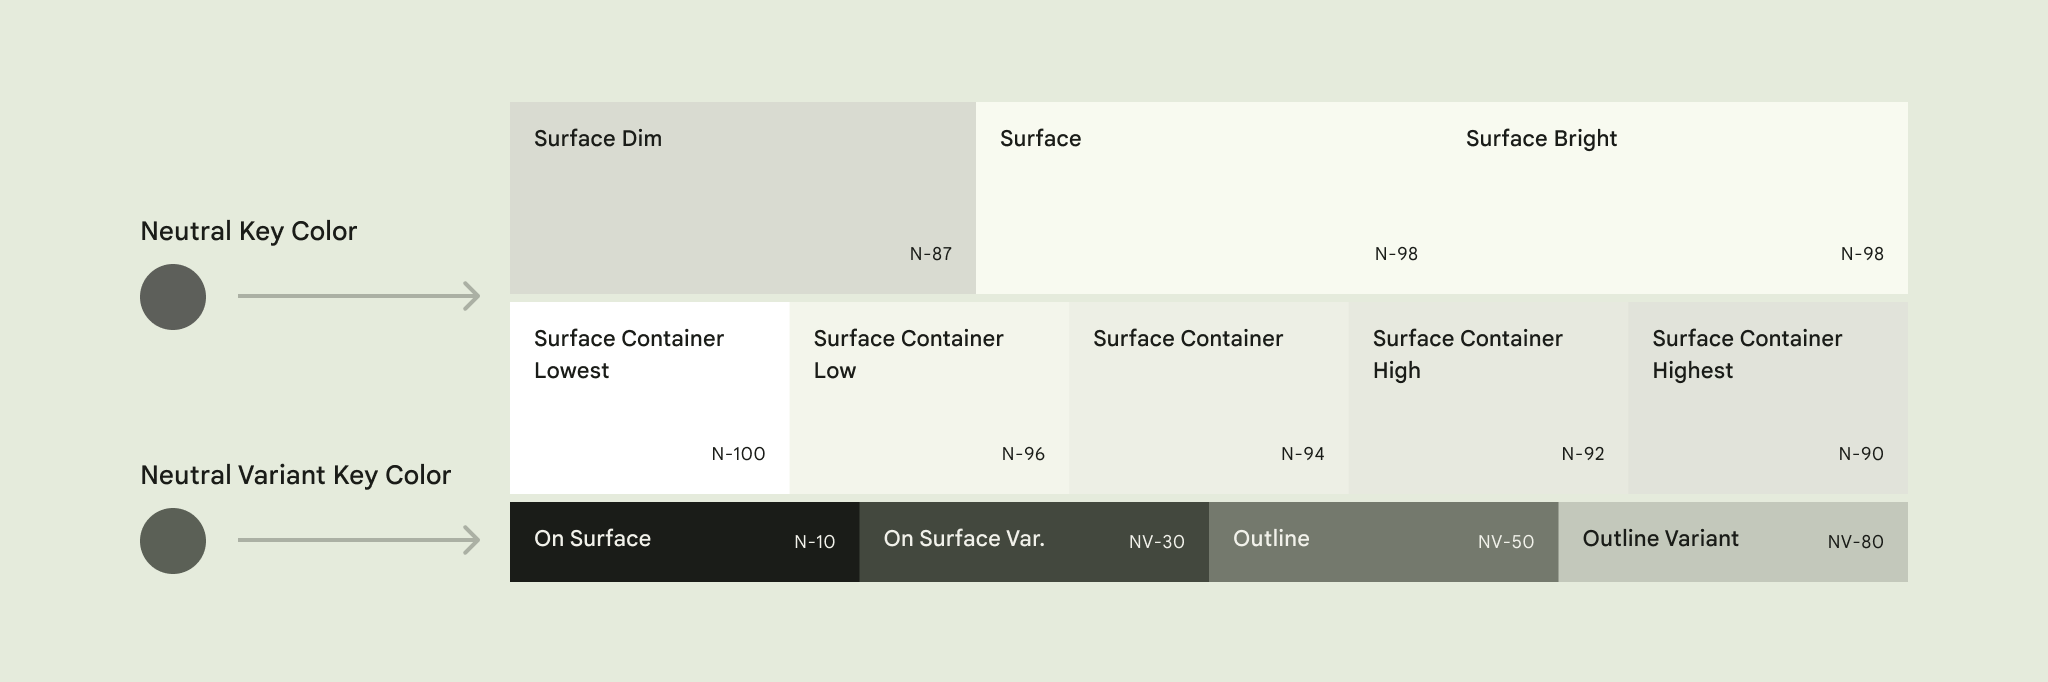 Neutral Key Color
Neutral Variant Key Color
Surface Dim
N-87
Surface
N-98
Surface Bright
N-98
Surface Container
Lowest
N-100
Surface Container
Low
N-96
Surface Container
N-94
Surface Container
High
N-92
Surface Container
Highest
N-90
On Surface
N-10
On Surface Var.
NV-30
Outline
NV-50
Outline Variant
NV-80